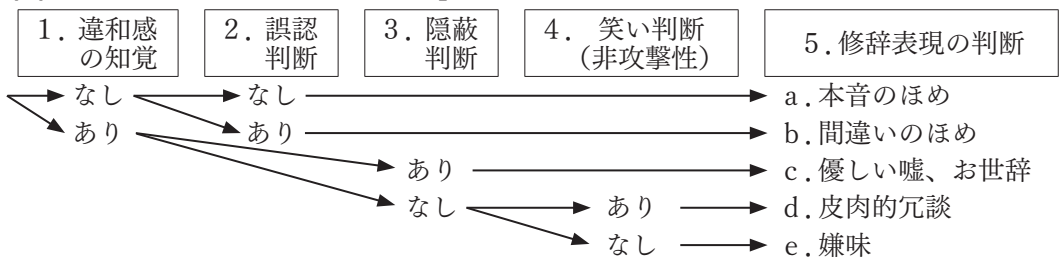 1. 違和感の知覚
2. 誤認判断
3. 隠蔽判断
4. 笑い判断（非攻撃性）
5.修辞表現の判断
なし なし a.本音のほめ
あり あり b.間違いのほめ
あり c.優しい嘘、お世辞
なし あり d.皮肉的冗談
なし e.嫌味